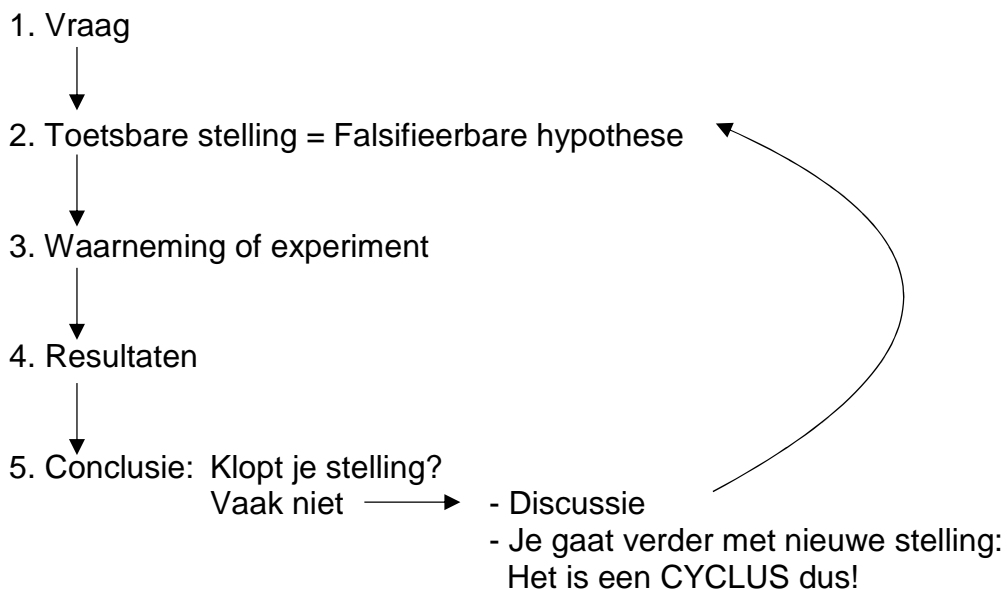 1. Vraag
2. Toetsbare stelling = Falsifieerbare hypothese
3. Waarneming of experiment
4. Resultaten
5. Conclusie: Klopt je stelling?
Vaak niet - Discussie
- Je gaat verder met nieuwe stelling:
Het is een CYCLUS dus!